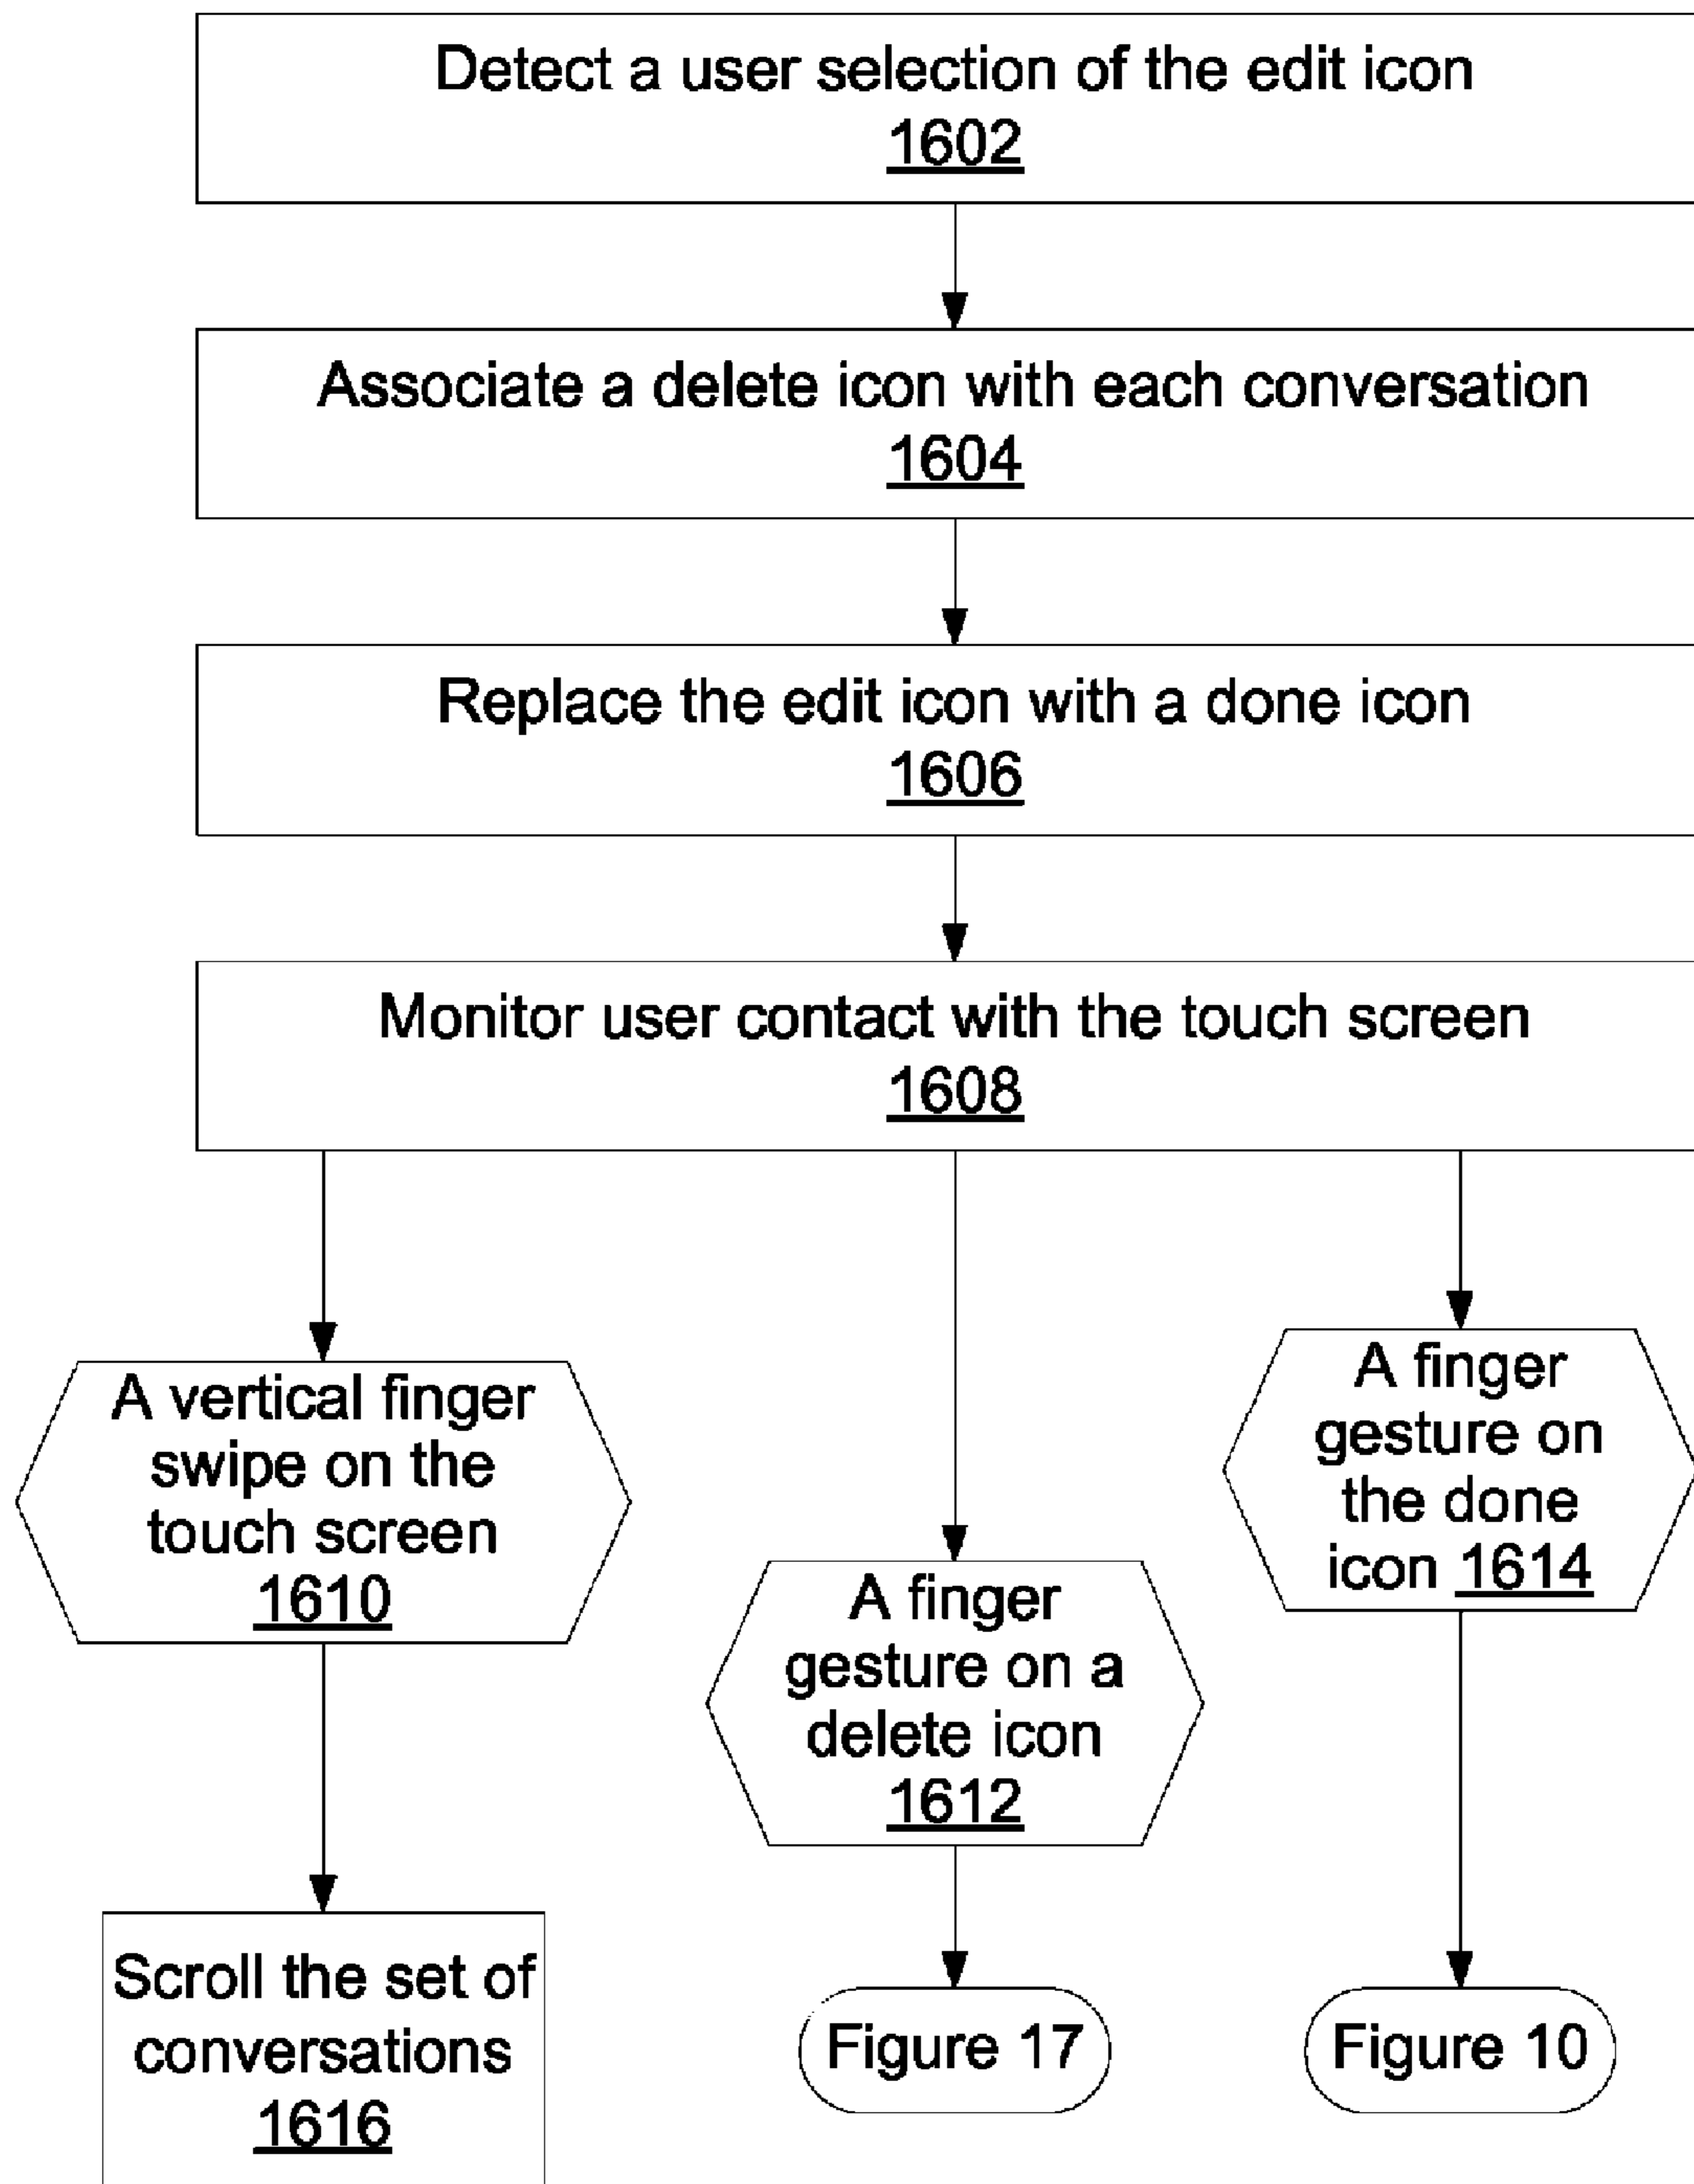 Detect a user selection of the edit icon
1602
Associate a delete icon with each conversation
1604
Replace the edit icon with a done icon
1606
Monitor user contact with the touch screen
1608
A vertical finger
swipe on the
touch screen
1610
A finger
gesture on a
delete icon
1612
A finger
gesture on
the done
icon 1614
Scroll the set of
conversations
1616
Figure 17
Figure 10